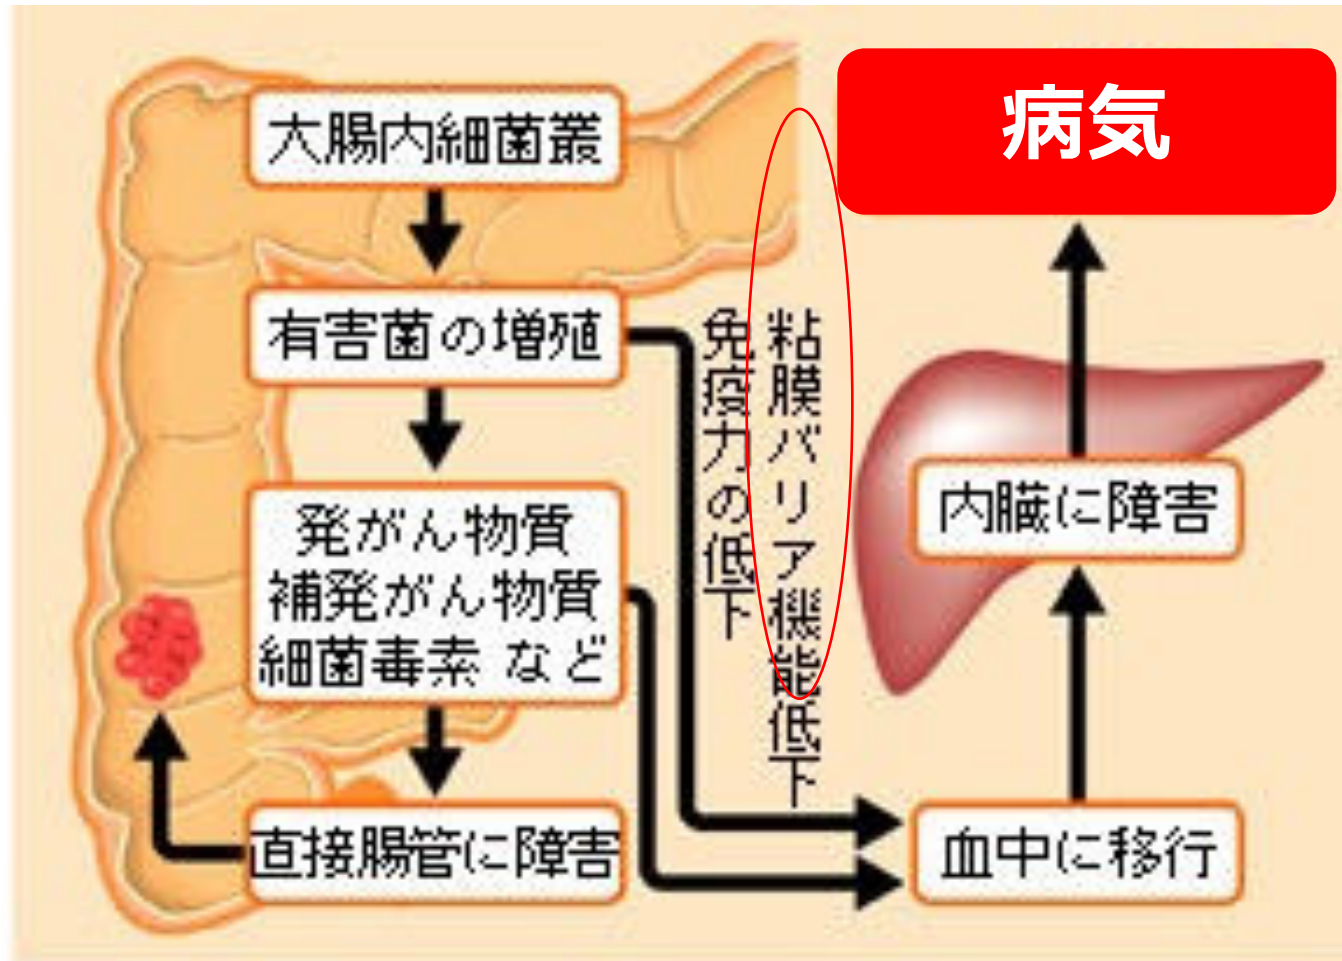 大腸内細菌叢
有害菌の増殖
発がん物質
補発がん物質
細菌毒素 など
直接腸管に障害
粘膜バリア機能低下
免疫力の低下
血中に移行
内臓に障害
病気